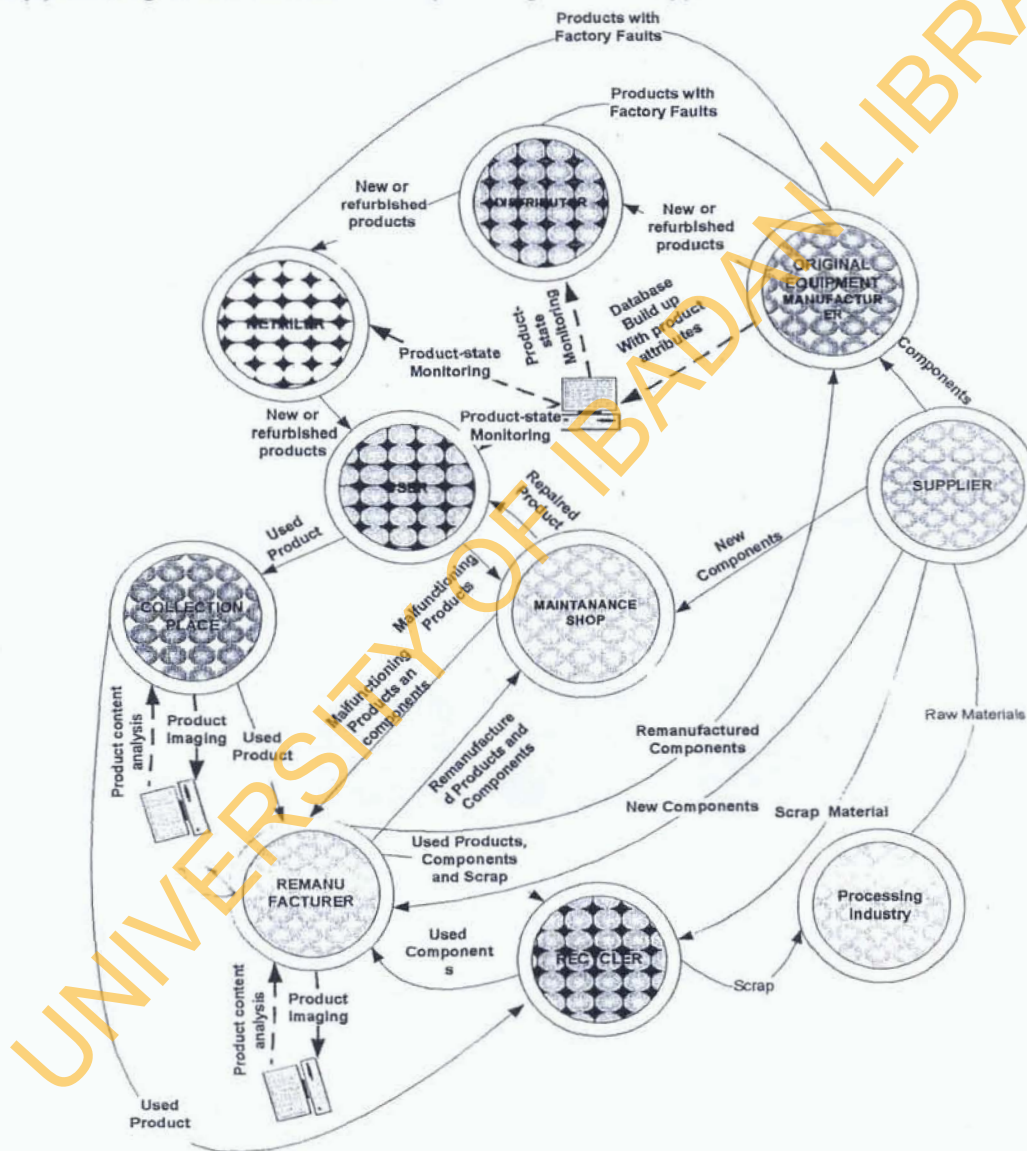 Products with
Factory Faults
Products with
Factory Faults
New or
refurbished
products
DISTRIBUTOR
New or
refurbished
products
ORIGINAL
EQUIPMENT
MANUFACTUR
ER
RETAILER
Product-
state
Monitoring
Database
Build up
With product
attributes
Product-state
Monitoring
Components
New or
refurbished
products
Product-state
Monitoring
USER
Repaired
Product
SUPPLIER
Used
Product
New
Components
COLLECTION
PLACE
Malfunctioning
Products
MAINTANANCE
SHOP
Malfunctioning
Products an
components
Product content
analysis
Product
Imaging
Used
Product
Remanufacture
d Products and
Components
Remanufactured
Components
Raw Materials
New Components
Scrap Material
Used Products,
Components
and Scrap
REMANU
FACTURER
Processing
Industry
Used
Component
s
RECYCLER
Scrap
Product content
analysis
Product
Imaging
Used
Product
UNIVERSITY OF IBADAN LIBRA